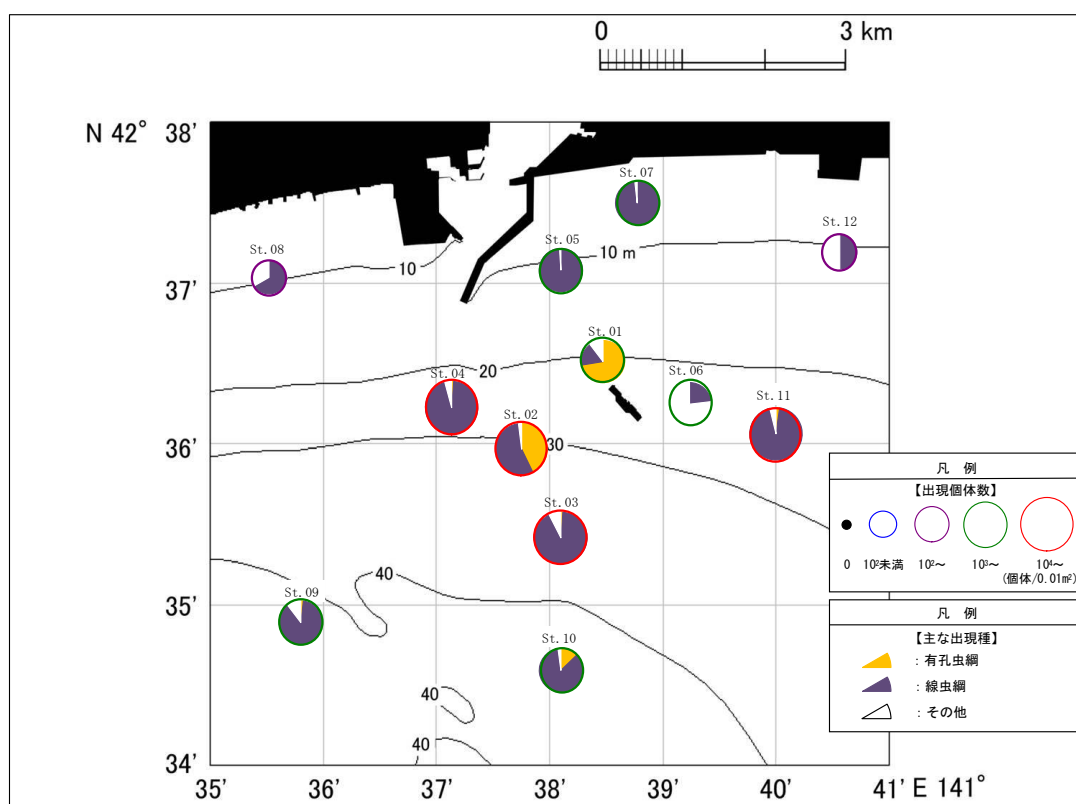 0 3 km
N 42° 38'
St.07
St.12
St.08
St.05
10 m
10
37'
St.01
20
St.04
St.06
St.11
St.02
36'
30
凡 例
【出現個体数】
St.03
0 10²未満 10²～ 10³～ 10⁴～
(個体/0.01㎡)
40
St.09
35'
凡 例
【主な出現種】
St.10
：有孔虫綱
：線虫綱
40
：その他
40
34'
35' 36' 37' 38' 39' 40' 41' E 141°